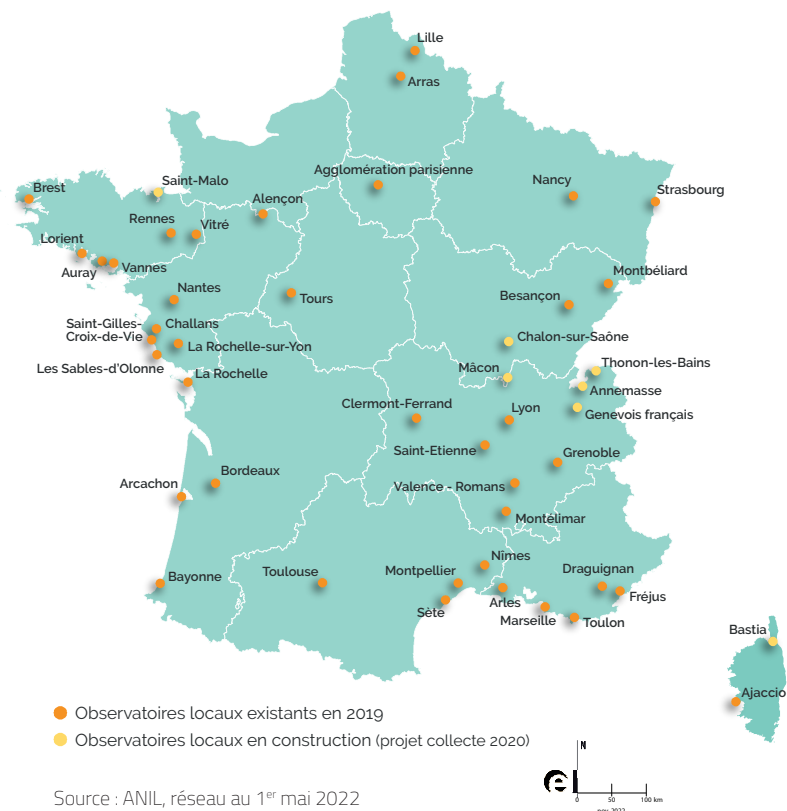 Lille
Arras
Agglomération parisienne
Nancy
Strasbourg
Saint-Malo
Brest
Alençon
Rennes
Vitré
Lorient
Auray
Vannes
Montbéliard
Besançon
Nantes
Tours
Saint-Gilles-
Croix-de-Vie
Challans
La Rochelle-sur-Yon
Chalon-sur-Saône
Les Sables-d'Olonne
La Rochelle
Mâcon
Thonon-les-Bains
Annemasse
Genevois français
Clermont-Ferrand
Lyon
Saint-Etienne
Grenoble
Arcachon
Bordeaux
Valence - Romans
Montélimar
Bayonne
Toulouse
Montpellier
Nîmes
Draguignan
Sète
Arles
Fréjus
Marseille
Toulon
Bastia
Ajaccio
Observatoires locaux existants en 2019
Observatoires locaux en construction (projet collecte 2020)
N
0 50 100 km
Source : ANIL, réseau au 1er mai 2022